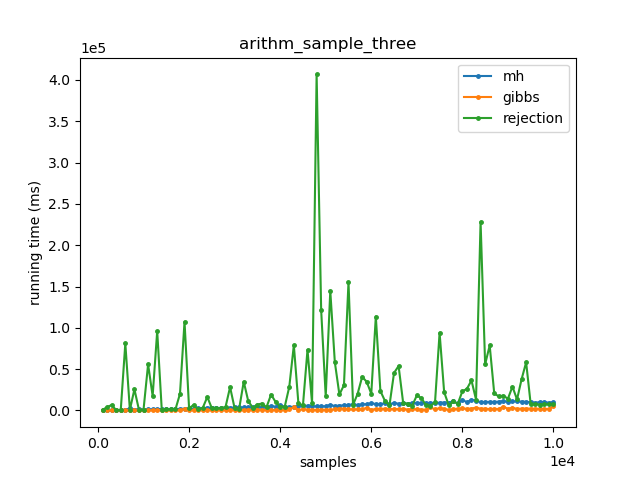 arithm_sample_three
1e5
4.0
3.5
3.0
2.5
2.0
1.5
1.0
0.5
0.0
running time (ms)
mh
gibbs
rejection
0.0 0.2 0.4 0.6 0.8 1.0
samples
1e4